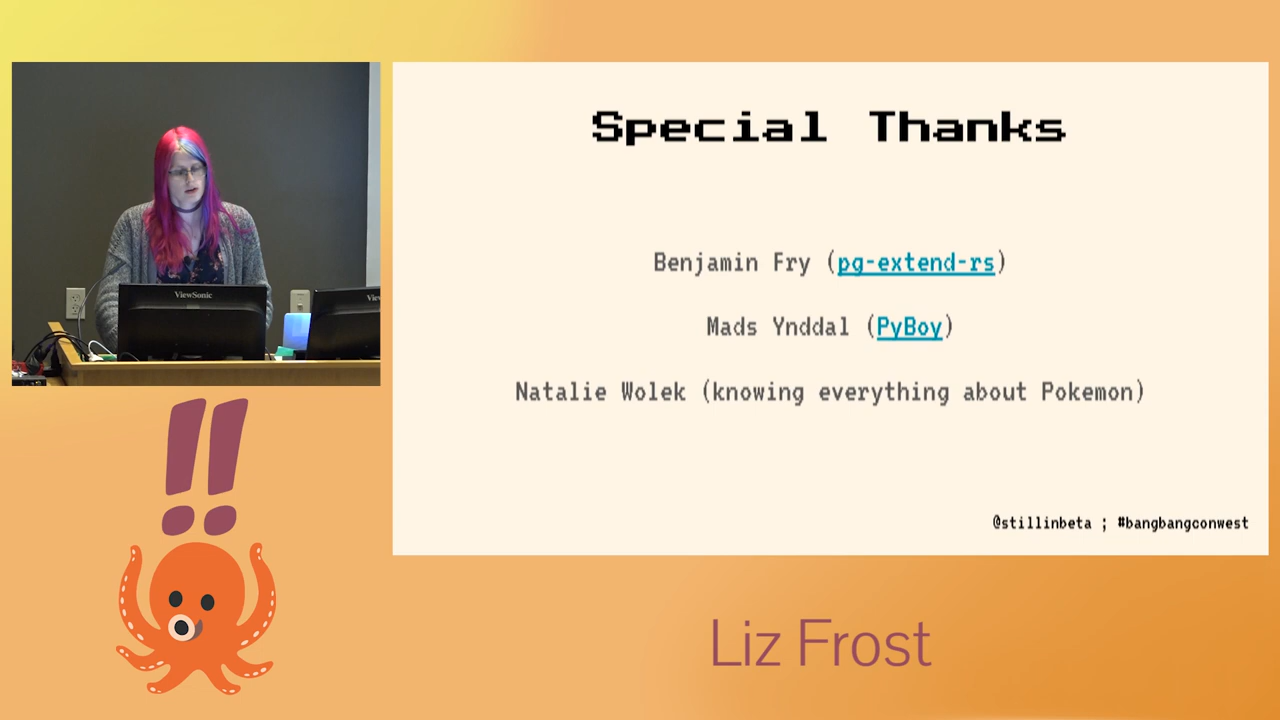 Special Thanks
Benjamin Fry (pg-extend-rs)
Mads Ynddal (PyBoy)
Natalie Wolek (knowing everything about Pokemon)
@stillinbeta ; #bangbangconwest
ViewSonic
View
!!
Liz Frost